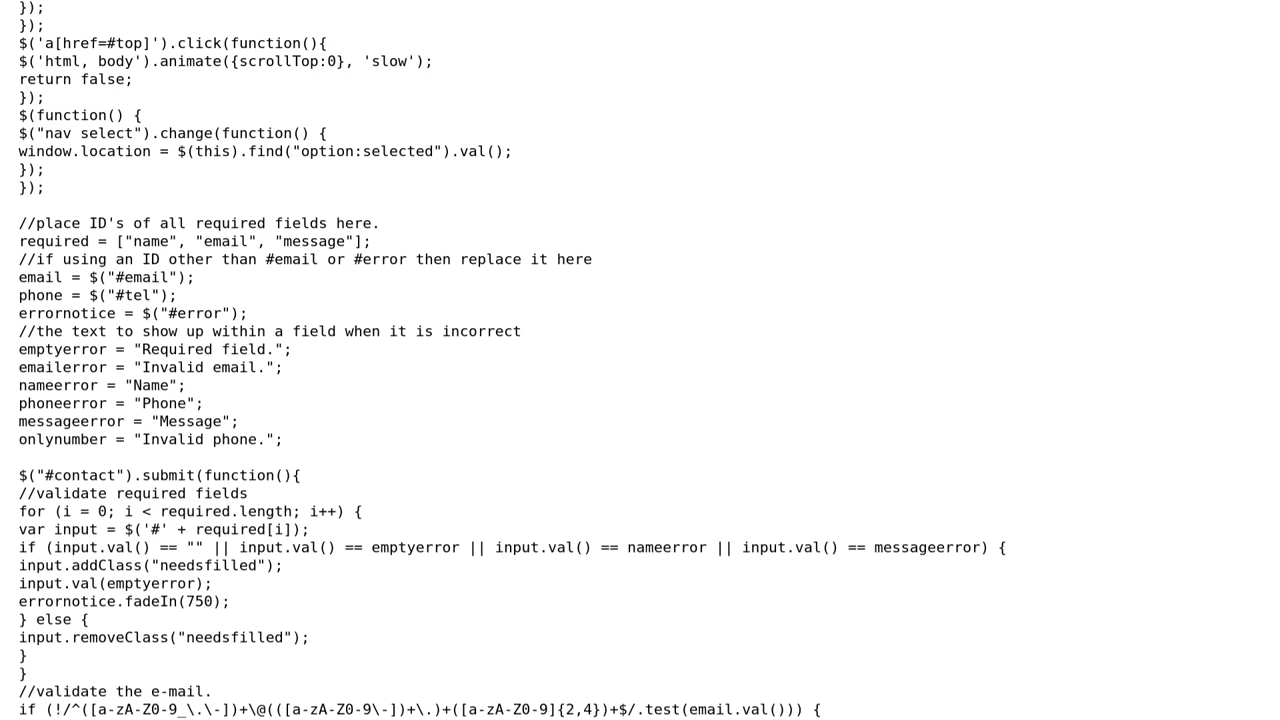 });
});
$('a[href=#top]').click(function(){
$('html, body').animate({scrollTop:0}, 'slow');
return false;
});
$(function() {
$("nav select").change(function() {
window.location = $(this).find("option:selected").val();
});
});
//place ID's of all required fields here.
required = ["name", "email", "message"];
//if using an ID other than #email or #error then replace it here
email = $("#email");
phone = $("#tel");
errornotice = $("#error");
//the text to show up within a field when it is incorrect
emptyerror = "Required field.";
emailerror = "Invalid email.";
nameerror = "Name";
phoneerror = "Phone";
messageerror = "Message";
onlynumber = "Invalid phone.";
$("#contact").submit(function(){
//validate required fields
for (i = 0; i < required.length; i++) {
var input = $('#' + required[i]);
if (input.val() == "" || input.val() == emptyerror || input.val() == nameerror || input.val() == messageerror) {
input.addClass("needsfilled");
input.val(emptyerror);
errornotice.fadeIn(750);
} else {
input.removeClass("needsfilled");
}
}
//validate the e-mail.
if (!/^([a-zA-Z0-9_\.\-])+\@(([a-zA-Z0-9\-])+\.)+([a-zA-Z0-9]{2,4})+$/.test(email.val())) {